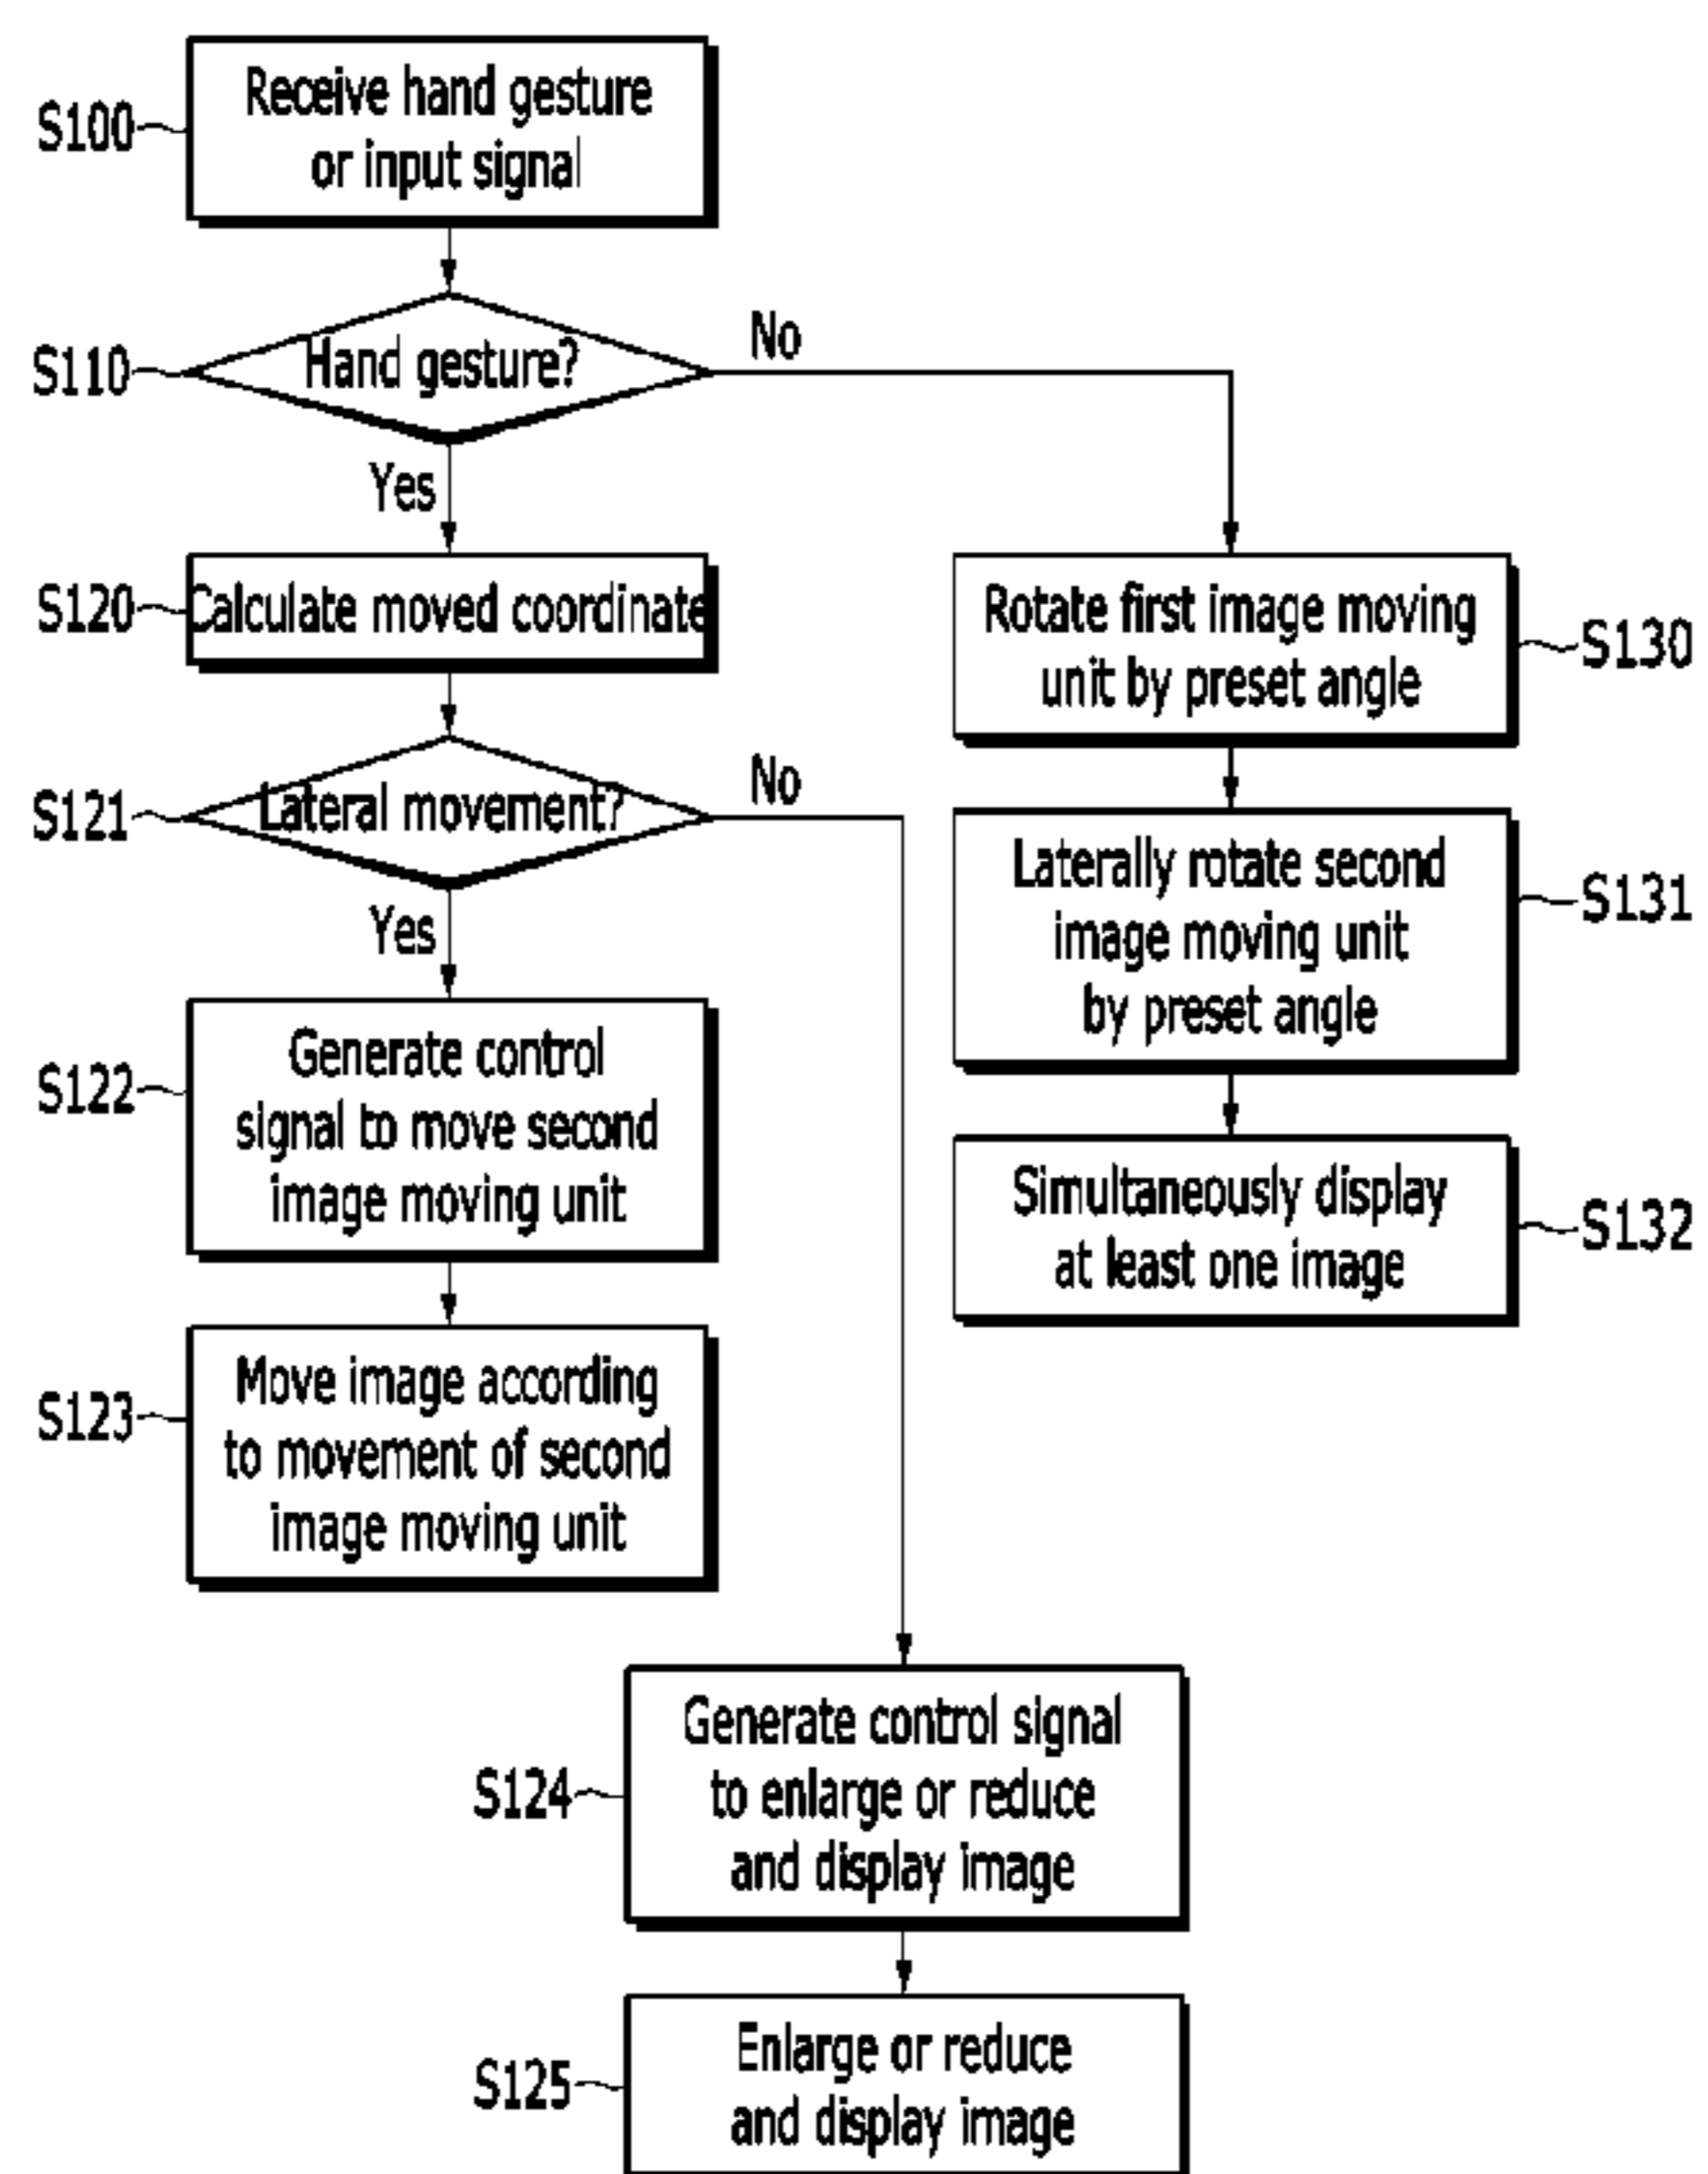 S100
Receive hand gesture
or input signal
S110
Hand gesture?
No
Yes
S120
Calculate moved coordinate
S121
Lateral movement?
No
Yes
S122
Generate control
signal to move second
image moving unit
S123
Move image according
to movement of second
image moving unit
S124
Generate control signal
to enlarge or reduce
and display image
S125
Enlarge or reduce
and display image
Rotate first image moving
unit by preset angle
S130
Laterally rotate second
image moving unit
by preset angle
S131
Simultaneously display
at least one image
S132